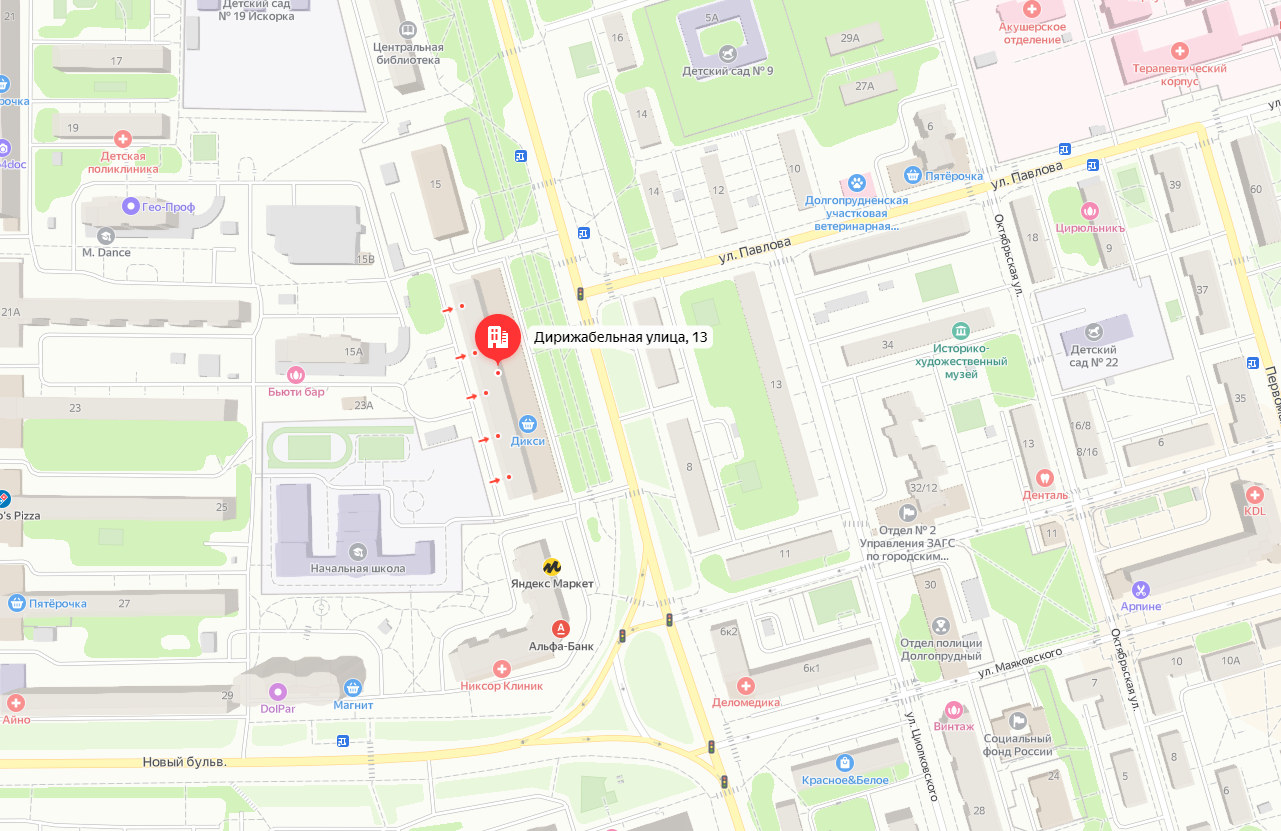 21
Детский сад
№ 19 Искорка
Центральная
библиотека
16
5А
Детский сад № 9
29А
27А
Акушерское
отделение
Терапевтический
корпус
ул.
17
19
Детская
поликлиника
14
6
ул. Павлова
Пятёрочка
10
12
14
Долгопрудненская
участковая
ветеринарная...
39
60
15
Гео-Проф
M. Dance
15В
ул. Павлова
Октябрьская ул.
18
Цирюльникъ
9
37
21А
Дирижабельная улица, 13
15А
Бьюти бар
23А
23
34
Историко-
художественный
музей
Детский
сад № 22
Первома
35
13
16/8
8/16
6
13
Дикси
8
32/12
Денталь
KDL
o's Pizza
25
Начальная школа
Яндекс Маркет
11
Отдел № 2
Управления ЗАГС
по городским...
11
Пятёрочка
27
30
Арпине
Альфа-Банк
6к2
6к1
Отдел полиции
Долгопрудный
ул. Маяковского
Октябрьская ул.
10
10А
Никсор Клиник
Деломедика
7
Айно
29
DolPar
Магнит
ул. Циолковского
Винтаж
Социальный
фонд России
Новый бульв.
Красное&Белое
24
5
8
6
28